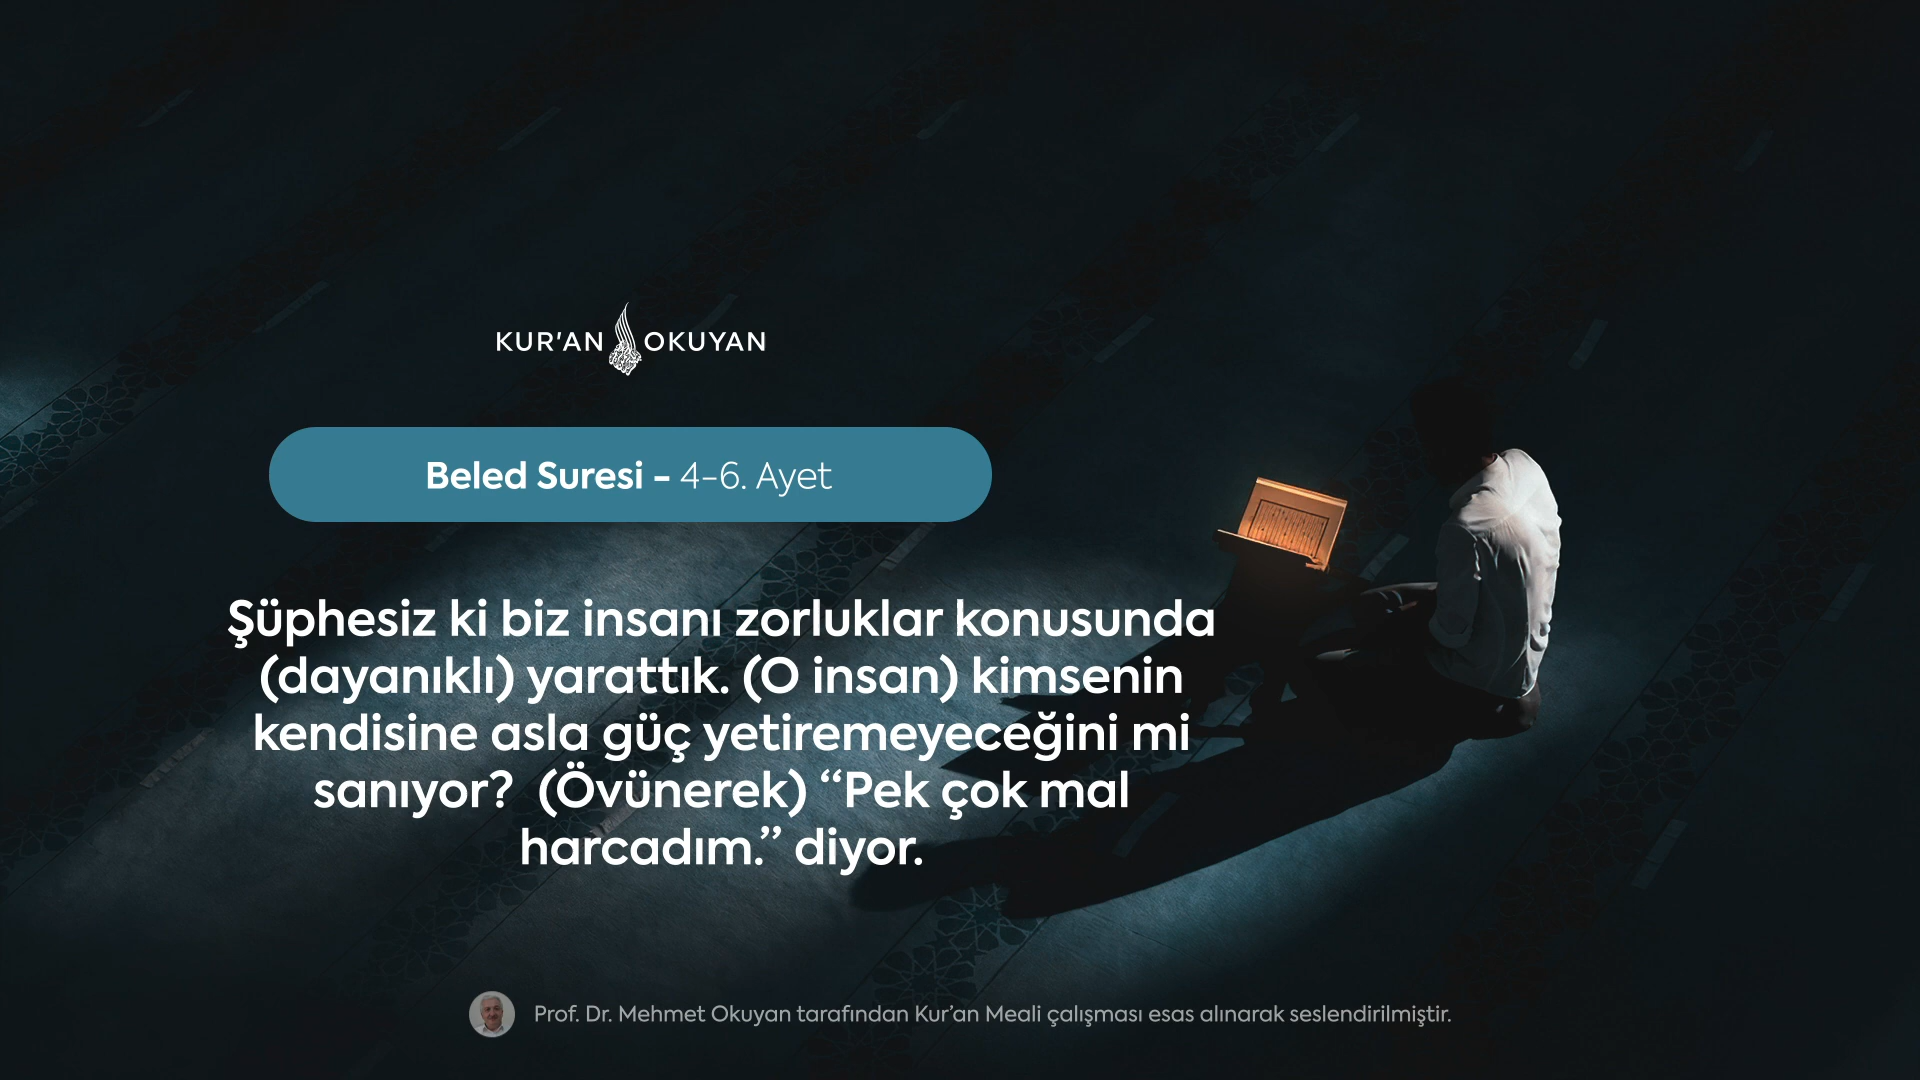 KUR'AN OKUYAN
Beled Suresi - 4-6. Ayet
Şüphesiz ki biz insanı zorluklar konusunda
(dayanıklı) yarattık. (O insan) kimsenin
kendisine asla güç yetiremeyeceğini mi
sanıyor?  (Övünerek) “Pek çok mal
harcadım.” diyor.
Prof. Dr. Mehmet Okuyan tarafından Kur’an Meali çalışması esas alınarak seslendirilmiştir.